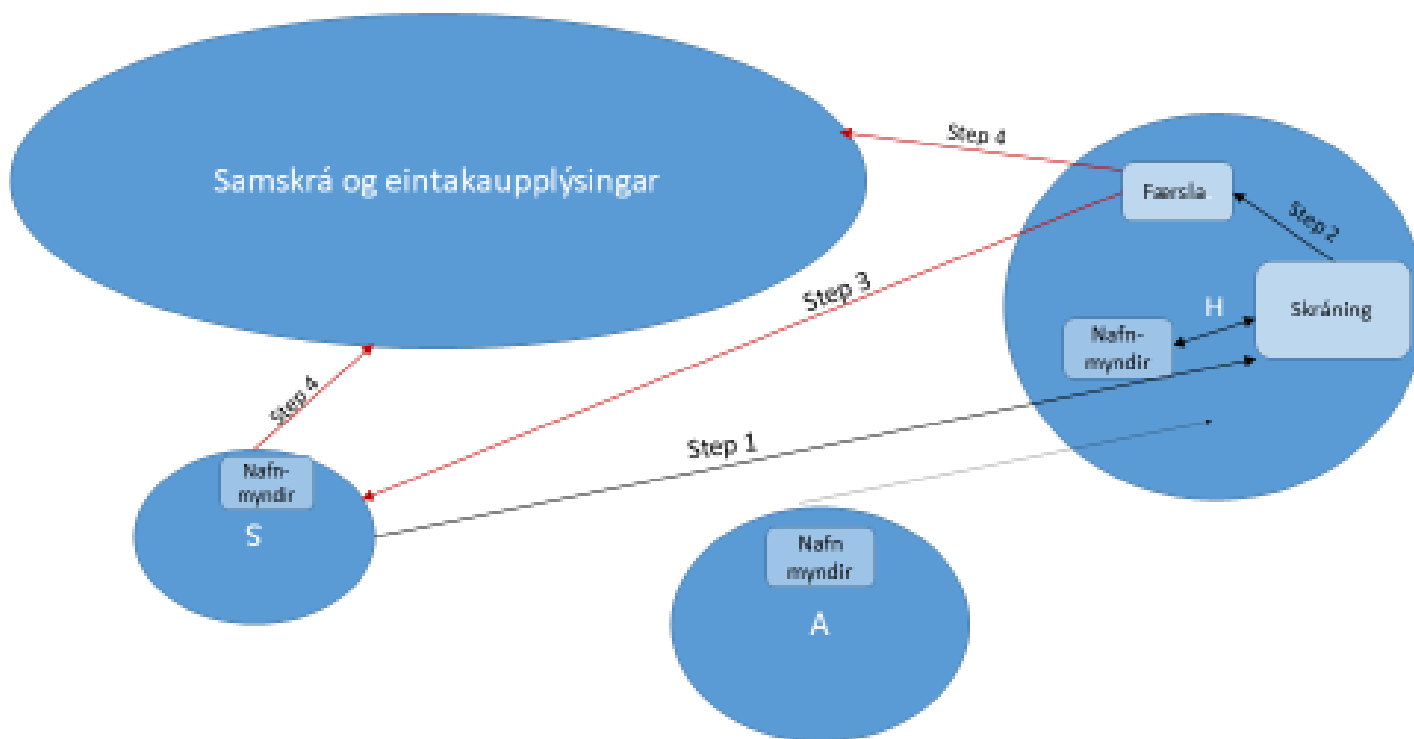 Samskrá og eintakaupplýsingar
Step 4
Færsla
Step 2
Skráning
H
Nafn-
myndir
Step 3
Step 4
Step 1
Nafn-
myndir
S
Nafn
myndir
A